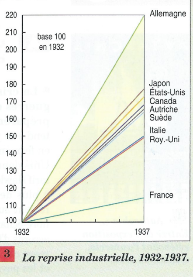 220
210
200
190
180
170
160
150
140
130
120
110
100
base 100
en 1932
Allemagne
Japon
États-Unis
Canada
Autriche
Suède
Italie
Roy.-Uni
France
1932
1937
3
La reprise industrielle, 1932-1937.